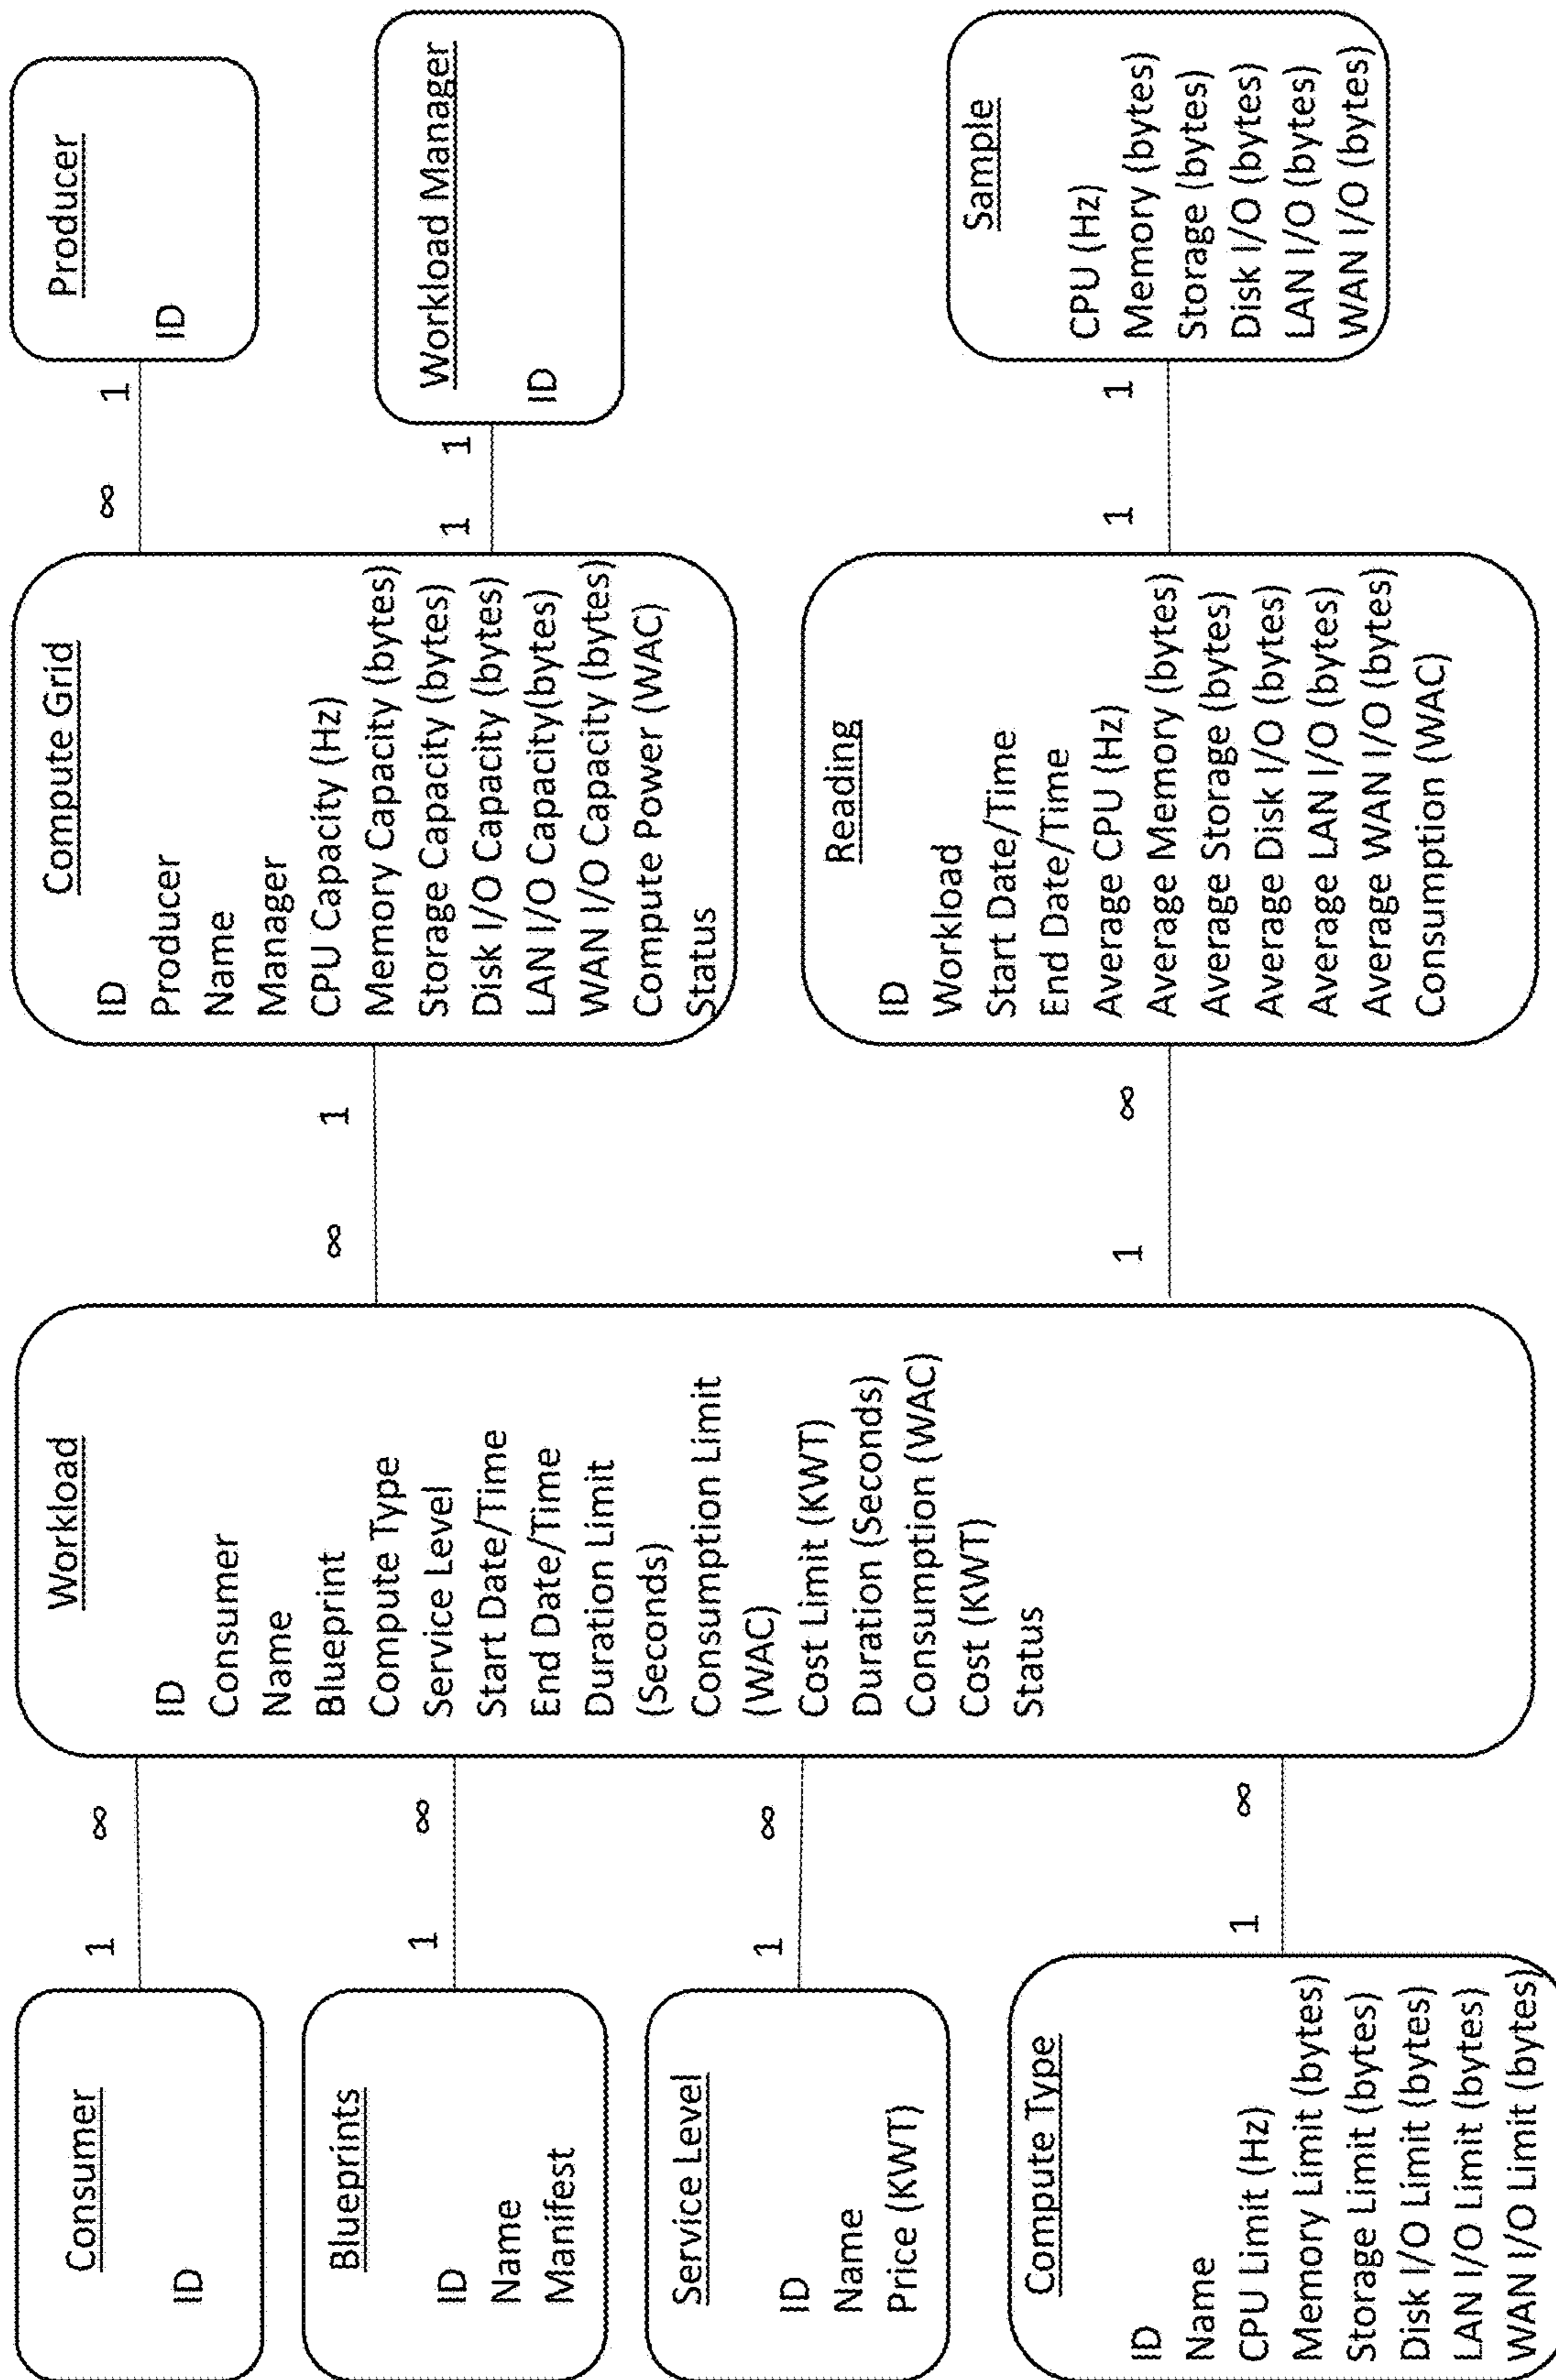 Consumer
ID
1
∞
Blueprints
ID
Name
Manifest
1
∞
Service Level
ID
Name
Price (KWT)
1
∞
Compute Type
ID
Name
CPU Limit (Hz)
Memory Limit (bytes)
Storage Limit (bytes)
Disk I/O Limit (bytes)
LAN I/O Limit (bytes)
WAN I/O Limit (bytes)
1
∞
Workload
ID
Consumer
Name
Blueprint
Compute Type
Service Level
Start Date/Time
End Date/Time
Duration Limit
(Seconds)
Consumption Limit
(WAC)
Cost Limit (KWT)
Duration (Seconds)
Consumption (WAC)
Cost (KWT)
Status
∞
1
1
∞
Compute Grid
ID
Producer
Name
Manager
CPU Capacity (Hz)
Memory Capacity (bytes)
Storage Capacity (bytes)
Disk I/O Capacity (bytes)
LAN I/O Capacity(bytes)
WAN I/O Capacity (bytes)
Compute Power (WAC)
Status
∞
1
1
1
Reading
ID
Workload
Start Date/Time
End Date/Time
Average CPU (Hz)
Average Memory (bytes)
Average Storage (bytes)
Average Disk I/O (bytes)
Average LAN I/O (bytes)
Average WAN I/O (bytes)
Consumption (WAC)
1
1
Producer
ID
Workload Manager
ID
Sample
CPU (Hz)
Memory (bytes)
Storage (bytes)
Disk I/O (bytes)
LAN I/O (bytes)
WAN I/O (bytes)